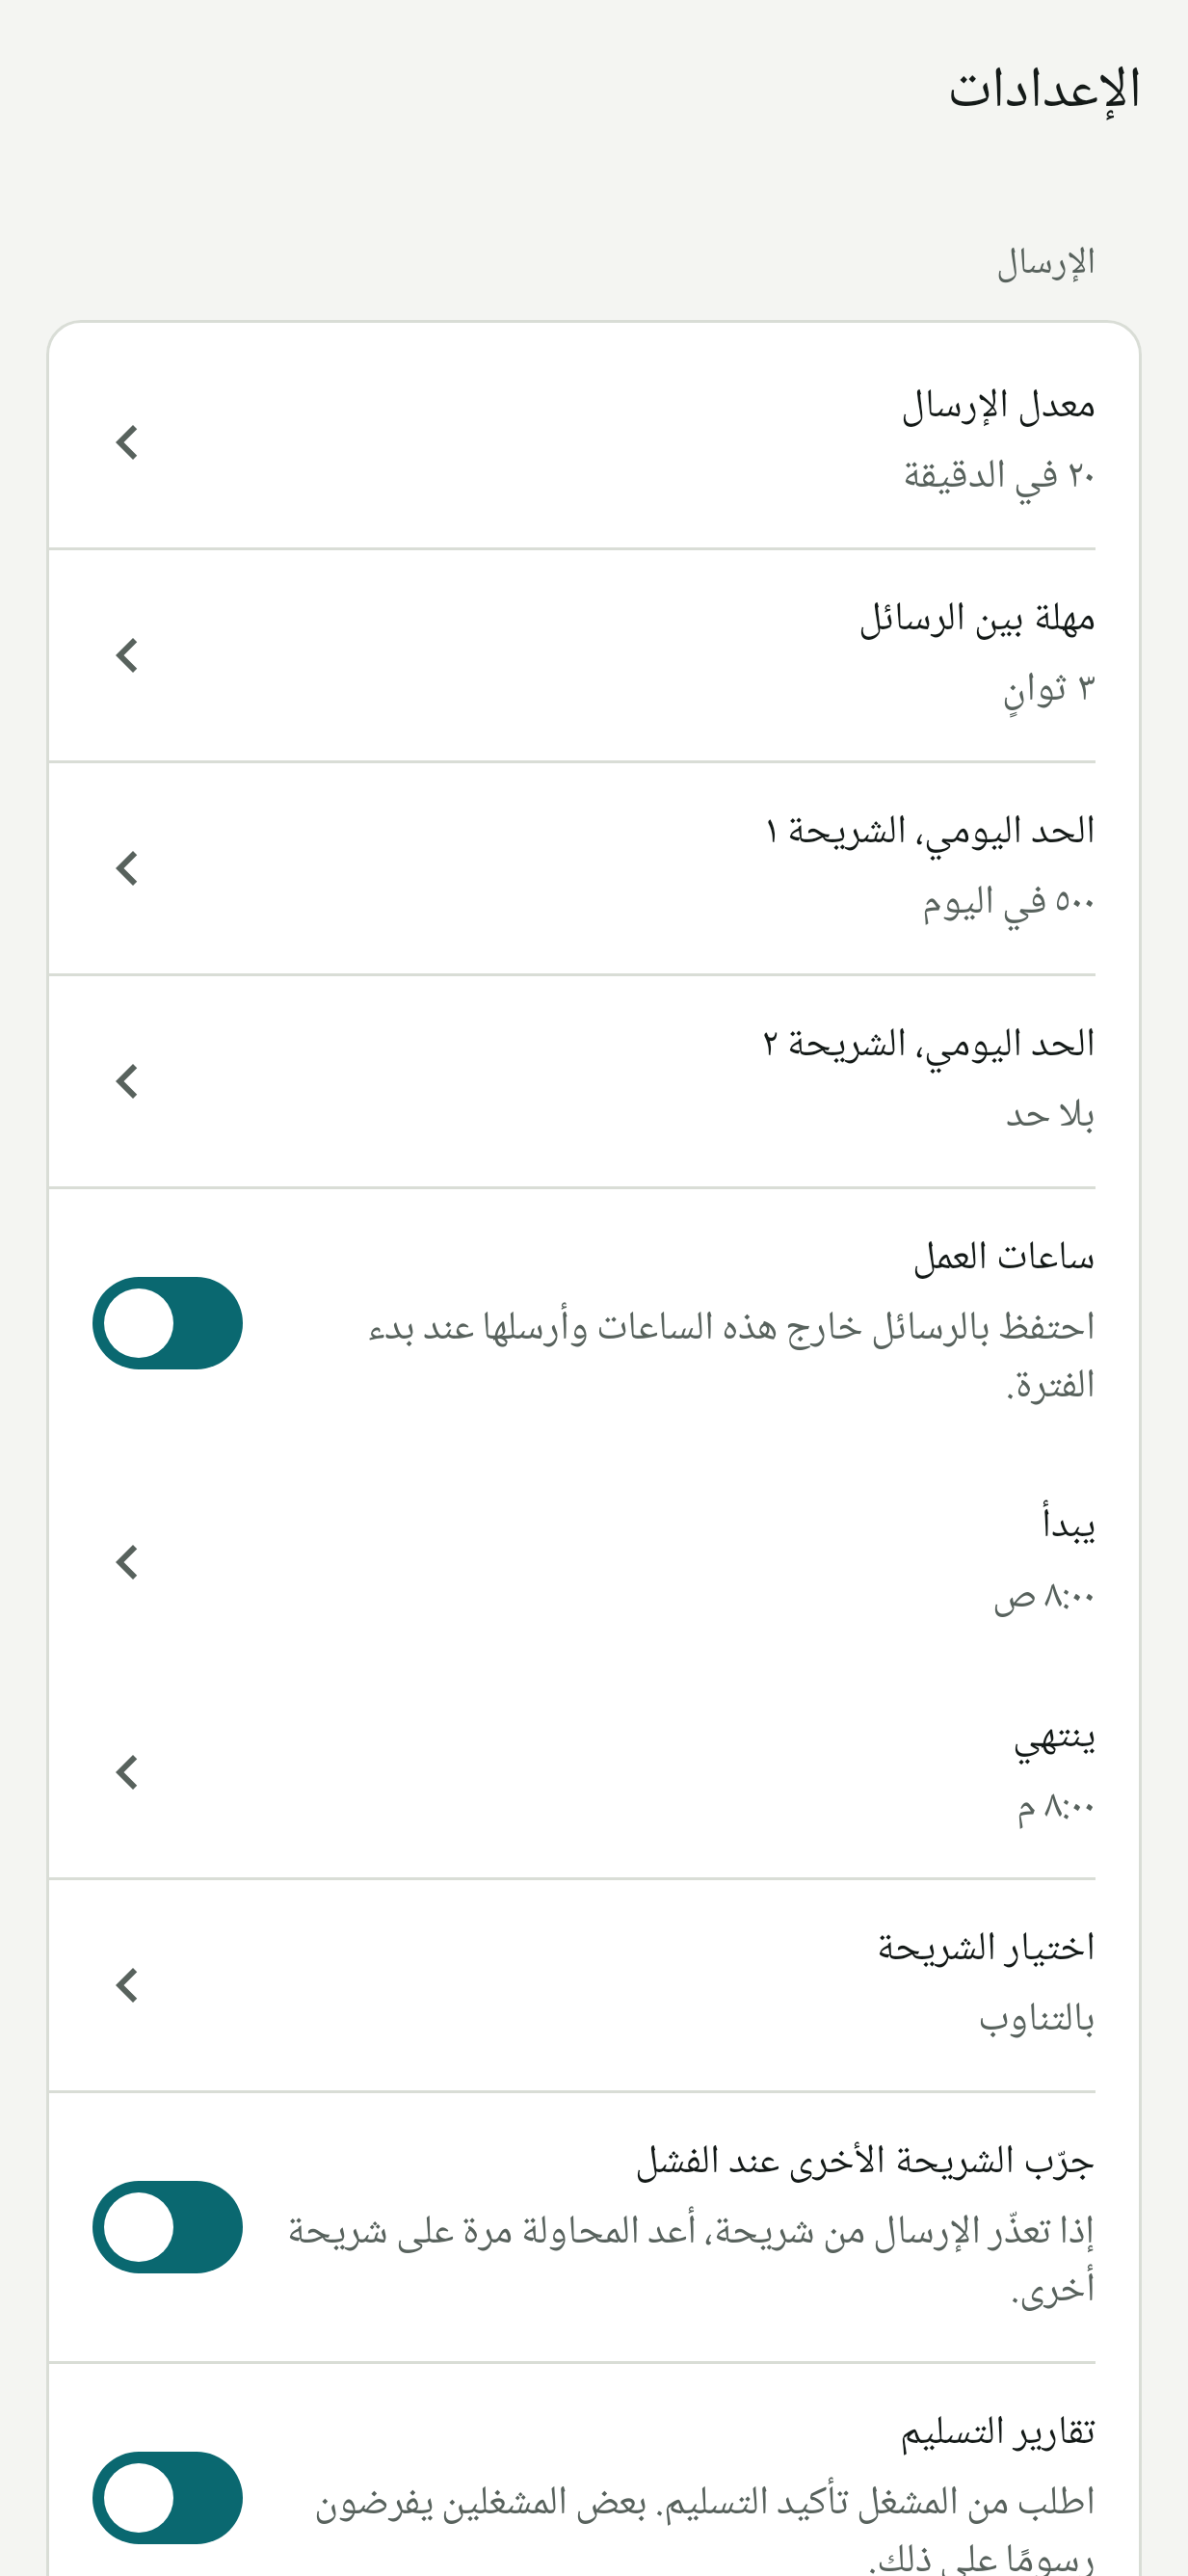 الإعدادات
الإرسال
معدل الإرسال
٢٠ في الدقيقة
مهلة بين الرسائل
٣ ثوانٍ
الحد اليومي، الشريحة ١
٥٠٠ في اليوم
الحد اليومي، الشريحة ٢
بلا حد
ساعات العمل
احتفظ بالرسائل خارج هذه الساعات وأرسلها عند بدء
الفترة.
يبدأ
٨:٠٠ ص
ينتهي
٨:٠٠ م
اختيار الشريحة
بالتناوب
جرّب الشريحة الأخرى عند الفشل
إذا تعذّر الإرسال من شريحة، أعد المحاولة مرة على شريحة
أخرى.
تقارير التسليم
اطلب من المشغل تأكيد التسليم. بعض المشغلين يفرضون
رسومًا على ذلك.